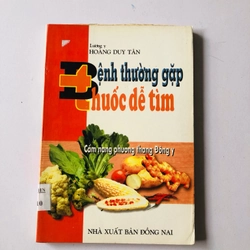 Lương y
HOÀNG DUY TÂN
Bệnh thường gặp
thuốc dễ tìm
Cẩm nang phương thang Đông y
NHÀ XUẤT BẢN ĐỒNG NAI